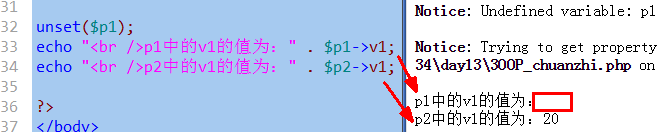 31
32 unset($p1);
33 echo "<br />p1中的v1的值为:" . $p1->v1;
34 echo "<br />p2中的v1的值为:" . $p2->v1;
35
36 ?>
37 </body>
Notice: Undefined variable: p1
Notice: Trying to get property
34\day13\3OOP_chuanzhi.php on
p1中的v1的值为:
p2中的v1的值为:20